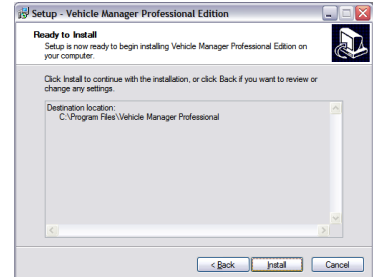 Setup - Vehicle Manager Professional Edition
Ready to Install
Setup is now ready to begin installing Vehicle Manager Professional Edition on
your computer.
Click Install to continue with the installation, or click Back if you want to review or
change any settings.
Destination location:
C:\Program Files\Vehicle Manager Professional
< Back
Install
Cancel